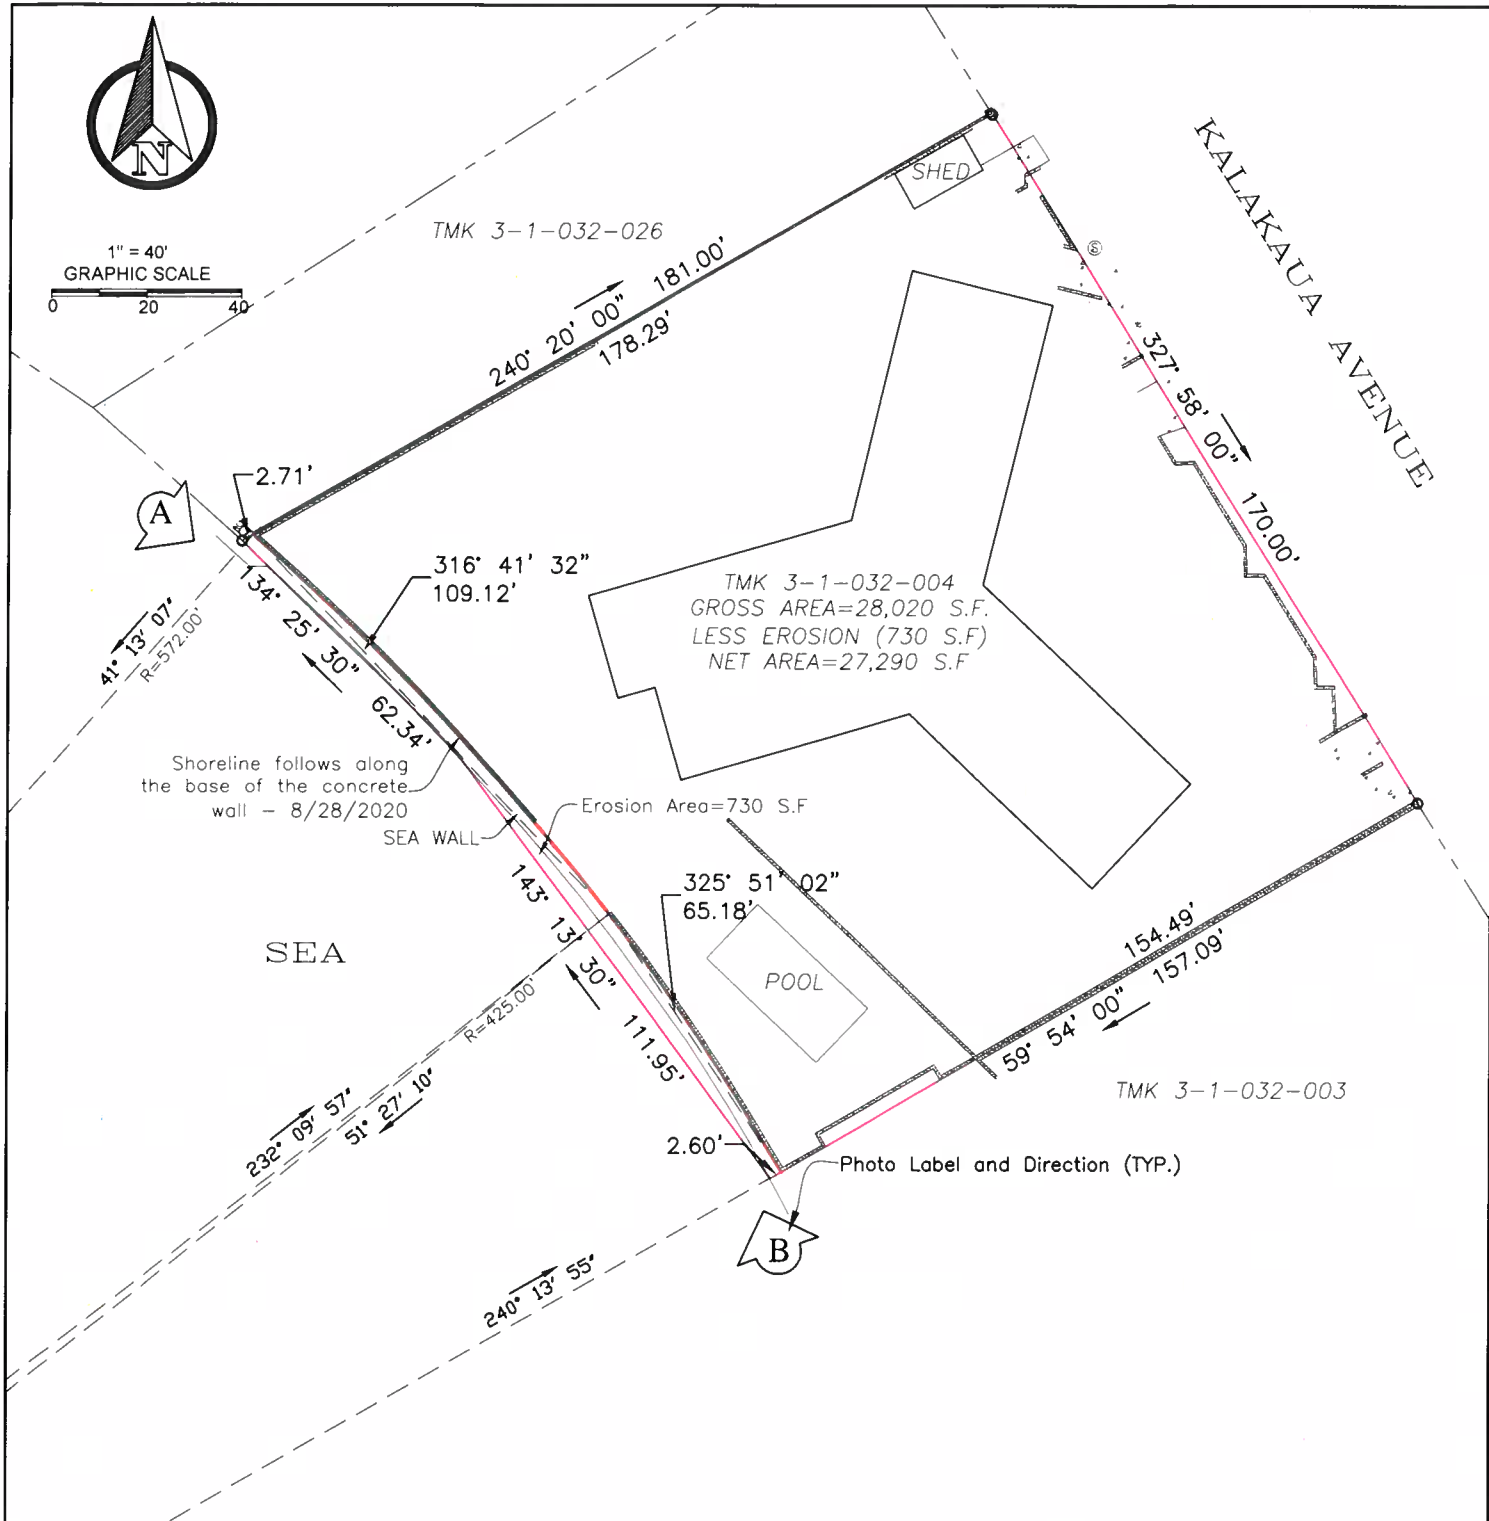 N
1" = 40'
GRAPHIC SCALE
0 20 40
KALAKAUA AVENUE
SHED
TMK 3-1-032-026
240° 20' 00" 181.00'
178.29'
S
327° 58' 00" 170.00'
2.71'
A
316° 41' 32"
109.12'
TMK 3-1-032-004
GROSS AREA=28,020 S.F.
LESS EROSION (730 S.F)
NET AREA=27,290 S.F
134° 25' 30" 62.34'
41° 13' 07"
R=572.00'
Shoreline follows along
the base of the concrete
wall - 8/28/2020
SEA WALL
Erosion Area=730 S.F
143° 13' 30" 111.95'
325° 51' 02"
65.18'
SEA
POOL
154.49'
59° 54' 00" 157.09'
R=425.00'
TMK 3-1-032-003
232° 09' 57"
51° 27' 10"
2.60'
Photo Label and Direction (TYP.)
B
240° 13' 55"